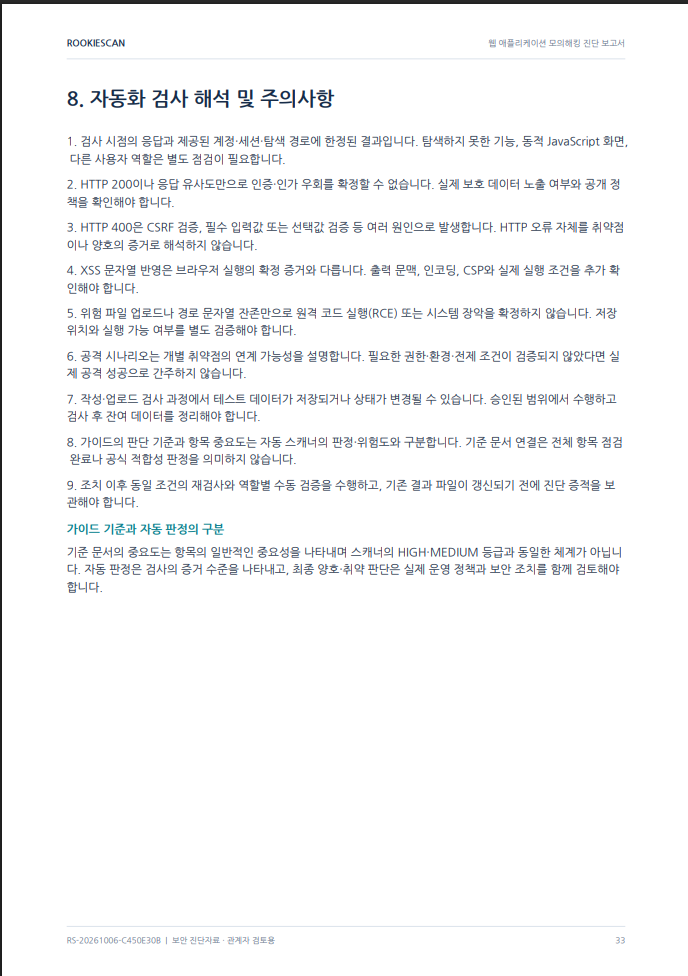 ROOKIESCAN
웹 애플리케이션 모의해킹 진단 보고서
8. 자동화 검사 해석 및 주의사항
1. 검사 시점의 응답과 제공된 계정·세션·탐색 경로에 한정된 결과입니다. 탐색하지 못한 기능, 동적 JavaScript 화면,
다른 사용자 역할은 별도 점검이 필요합니다.
2. HTTP 200이나 응답 유사도만으로 인증·인가 우회를 확정할 수 없습니다. 실제 보호 데이터 노출 여부와 공개 정
책을 확인해야 합니다.
3. HTTP 400은 CSRF 검증, 필수 입력값 또는 선택값 검증 등 여러 원인으로 발생합니다. HTTP 오류 자체를 취약점
이나 양호의 증거로 해석하지 않습니다.
4. XSS 문자열 반영은 브라우저 실행의 확정 증거와 다릅니다. 출력 문맥, 인코딩, CSP와 실제 실행 조건을 추가 확
인해야 합니다.
5. 위험 파일 업로드나 경로 문자열 잔존만으로 원격 코드 실행(RCE) 또는 시스템 장악을 확정하지 않습니다. 저장
위치와 실행 가능 여부를 별도 검증해야 합니다.
6. 공격 시나리오는 개별 취약점의 연계 가능성을 설명합니다. 필요한 권한·환경·전제 조건이 검증되지 않았다면 실
제 공격 성공으로 간주하지 않습니다.
7. 작성·업로드 검사 과정에서 테스트 데이터가 저장되거나 상태가 변경될 수 있습니다. 승인된 범위에서 수행하고
검사 후 잔여 데이터를 정리해야 합니다.
8. 가이드의 판단 기준과 항목 중요도는 자동 스캐너의 판정·위험도와 구분합니다. 기준 문서 연결은 전체 항목 점검
완료나 공식 적합성 판정을 의미하지 않습니다.
9. 조치 이후 동일 조건의 재검사와 역할별 수동 검증을 수행하고, 기존 결과 파일이 갱신되기 전에 진단 증적을 보
관해야 합니다.
가이드 기준과 자동 판정의 구분
기준 문서의 중요도는 항목의 일반적인 중요성을 나타내며 스캐너의 HIGH·MEDIUM 등급과 동일한 체계가 아닙니
다. 자동 판정은 검사의 증거 수준을 나타내고, 최종 양호·취약 판단은 실제 운영 정책과 보안 조치를 함께 검토해야
합니다.
RS-20261006-C450E30B | 보안 진단자료 · 관계자 검토용
33